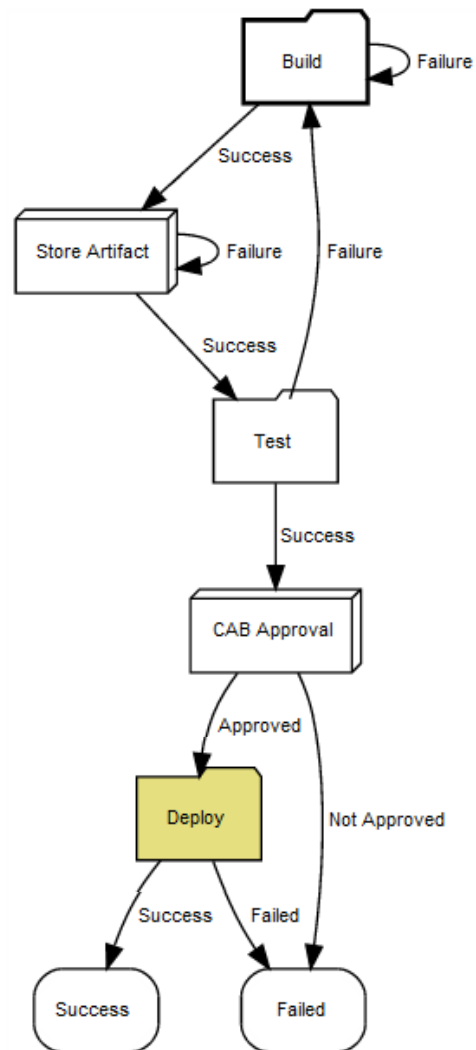 Build
Failure
Success
Store Artifact
Failure
Failure
Success
Test
Success
CAB Approval
Approved
Not Approved
Deploy
Success
Failed
Success
Failed